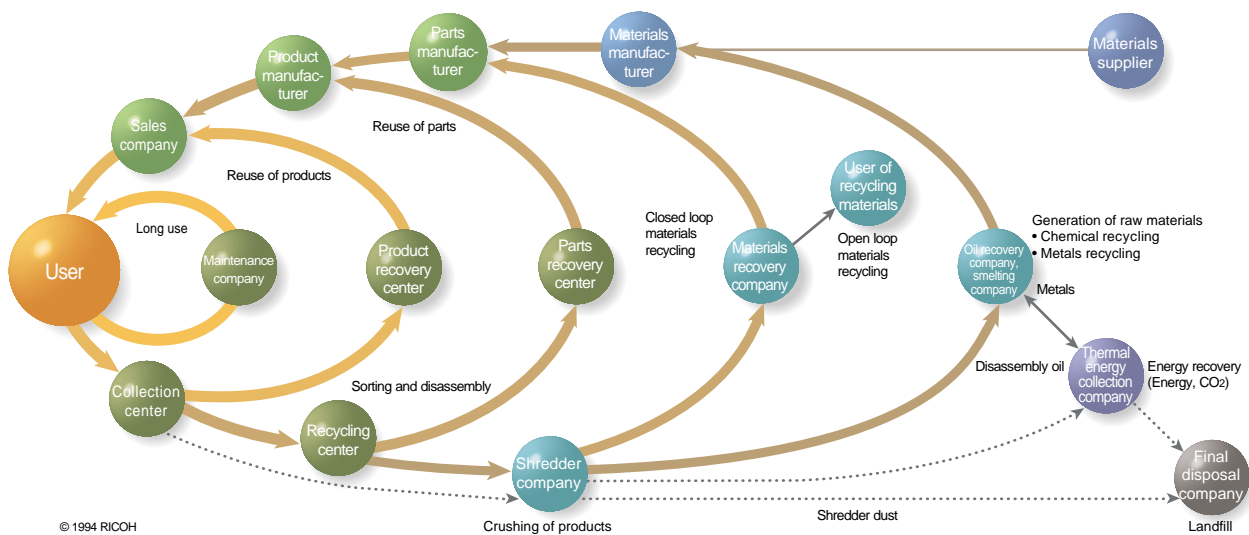 Parts
manufac-
turer
Materials
manufac-
turer
Materials
supplier
Product
manufac-
turer
Sales
company
Reuse of parts
Reuse of products
User of
recycling
materials
Long use
Closed loop
materials
recycling
Generation of raw materials
• Chemical recycling
• Metals recycling
User
Maintenance
company
Product
recovery
center
Parts
recovery
center
Materials
recovery
company
Open loop
materials
recycling
Oil recovery
company,
smelting
company
Metals
Disassembly oil
Thermal
energy
collection
company
Energy recovery
(Energy, CO2)
Collection
center
Sorting and disassembly
Recycling
center
Shredder
company
Final
disposal
company
Shredder dust
© 1994 RICOH
Crushing of products
Landfill